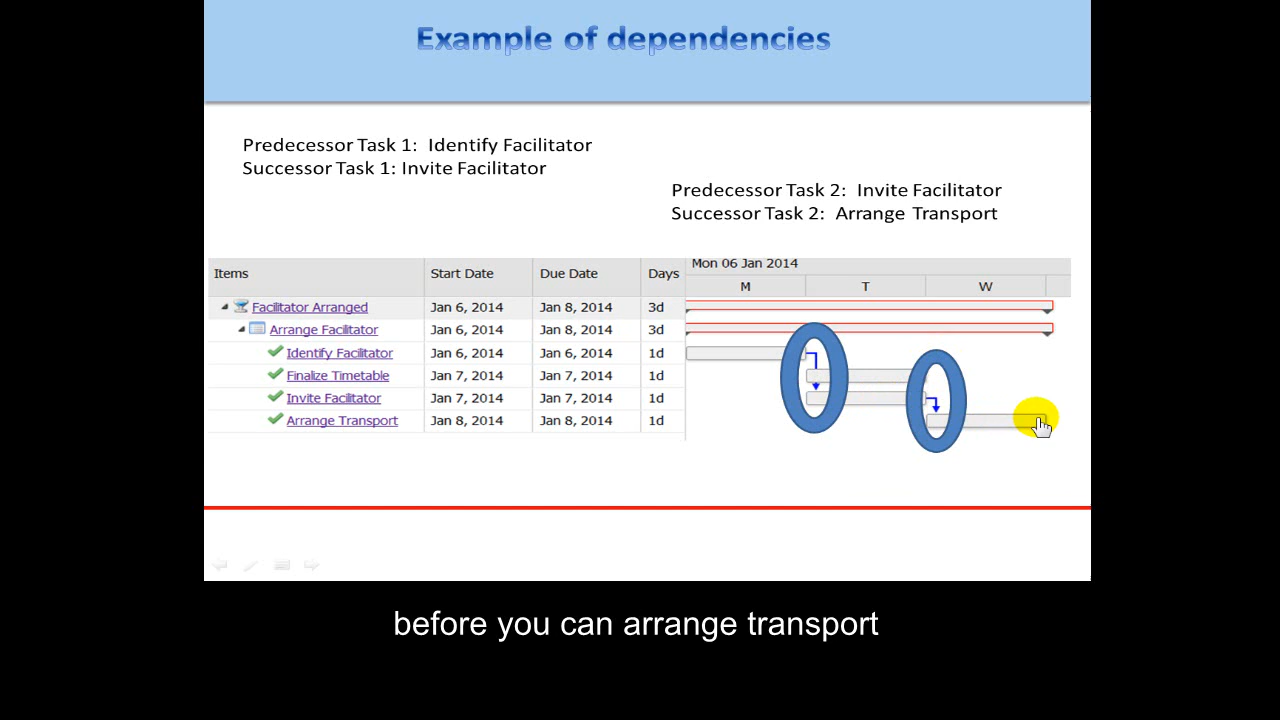 Example of dependencies
Predecessor Task 1:  Identify Facilitator
Successor Task 1: Invite Facilitator
Predecessor Task 2:  Invite Facilitator
Successor Task 2:  Arrange Transport
Items Start Date Due Date Days Mon 06 Jan 2014
M T W
Facilitator Arranged Jan 6, 2014 Jan 8, 2014 3d
Arrange Facilitator Jan 6, 2014 Jan 8, 2014 3d
Identify Facilitator Jan 6, 2014 Jan 6, 2014 1d
Finalize Timetable Jan 7, 2014 Jan 7, 2014 1d
Invite Facilitator Jan 7, 2014 Jan 7, 2014 1d
Arrange Transport Jan 8, 2014 Jan 8, 2014 1d
before you can arrange transport